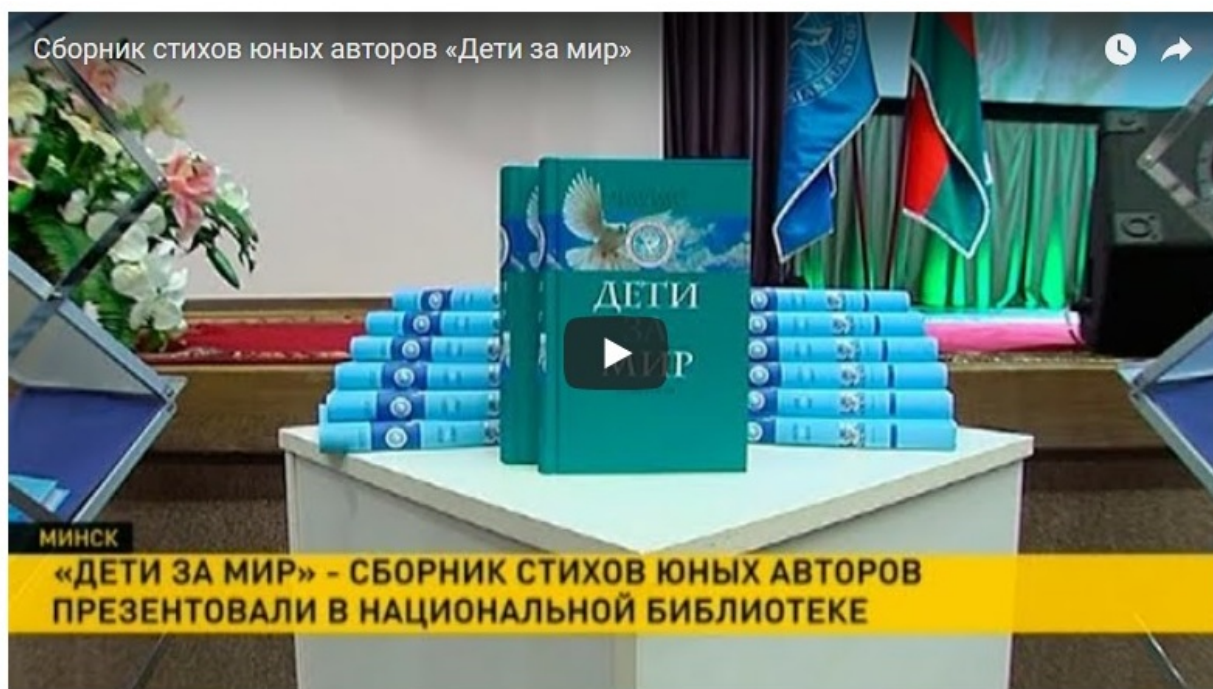 Сборник стихов юных авторов «Дети за мир»
ДЕТИ
ЗА
МИР
МИНСК
«ДЕТИ ЗА МИР» - СБОРНИК СТИХОВ ЮНЫХ АВТОРОВ
ПРЕЗЕНТОВАЛИ В НАЦИОНАЛЬНОЙ БИБЛИОТЕКЕ